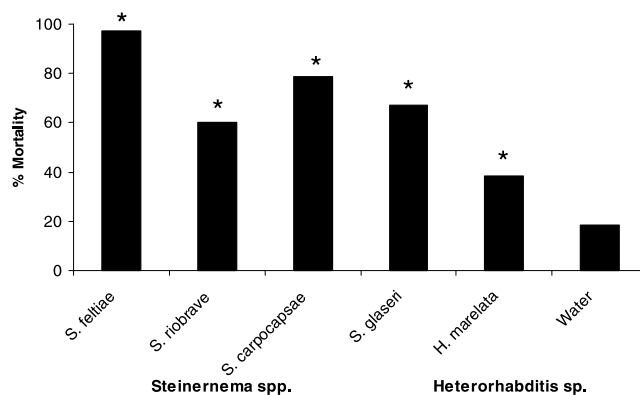 100
80
60
40
20
0
% Mortality
*
*
*
*
*
S. feltiae
S. riobrave
S. carpocapsae
S. glaseri
H. marelata
Water
Steinernema spp.
Heterorhabditis sp.